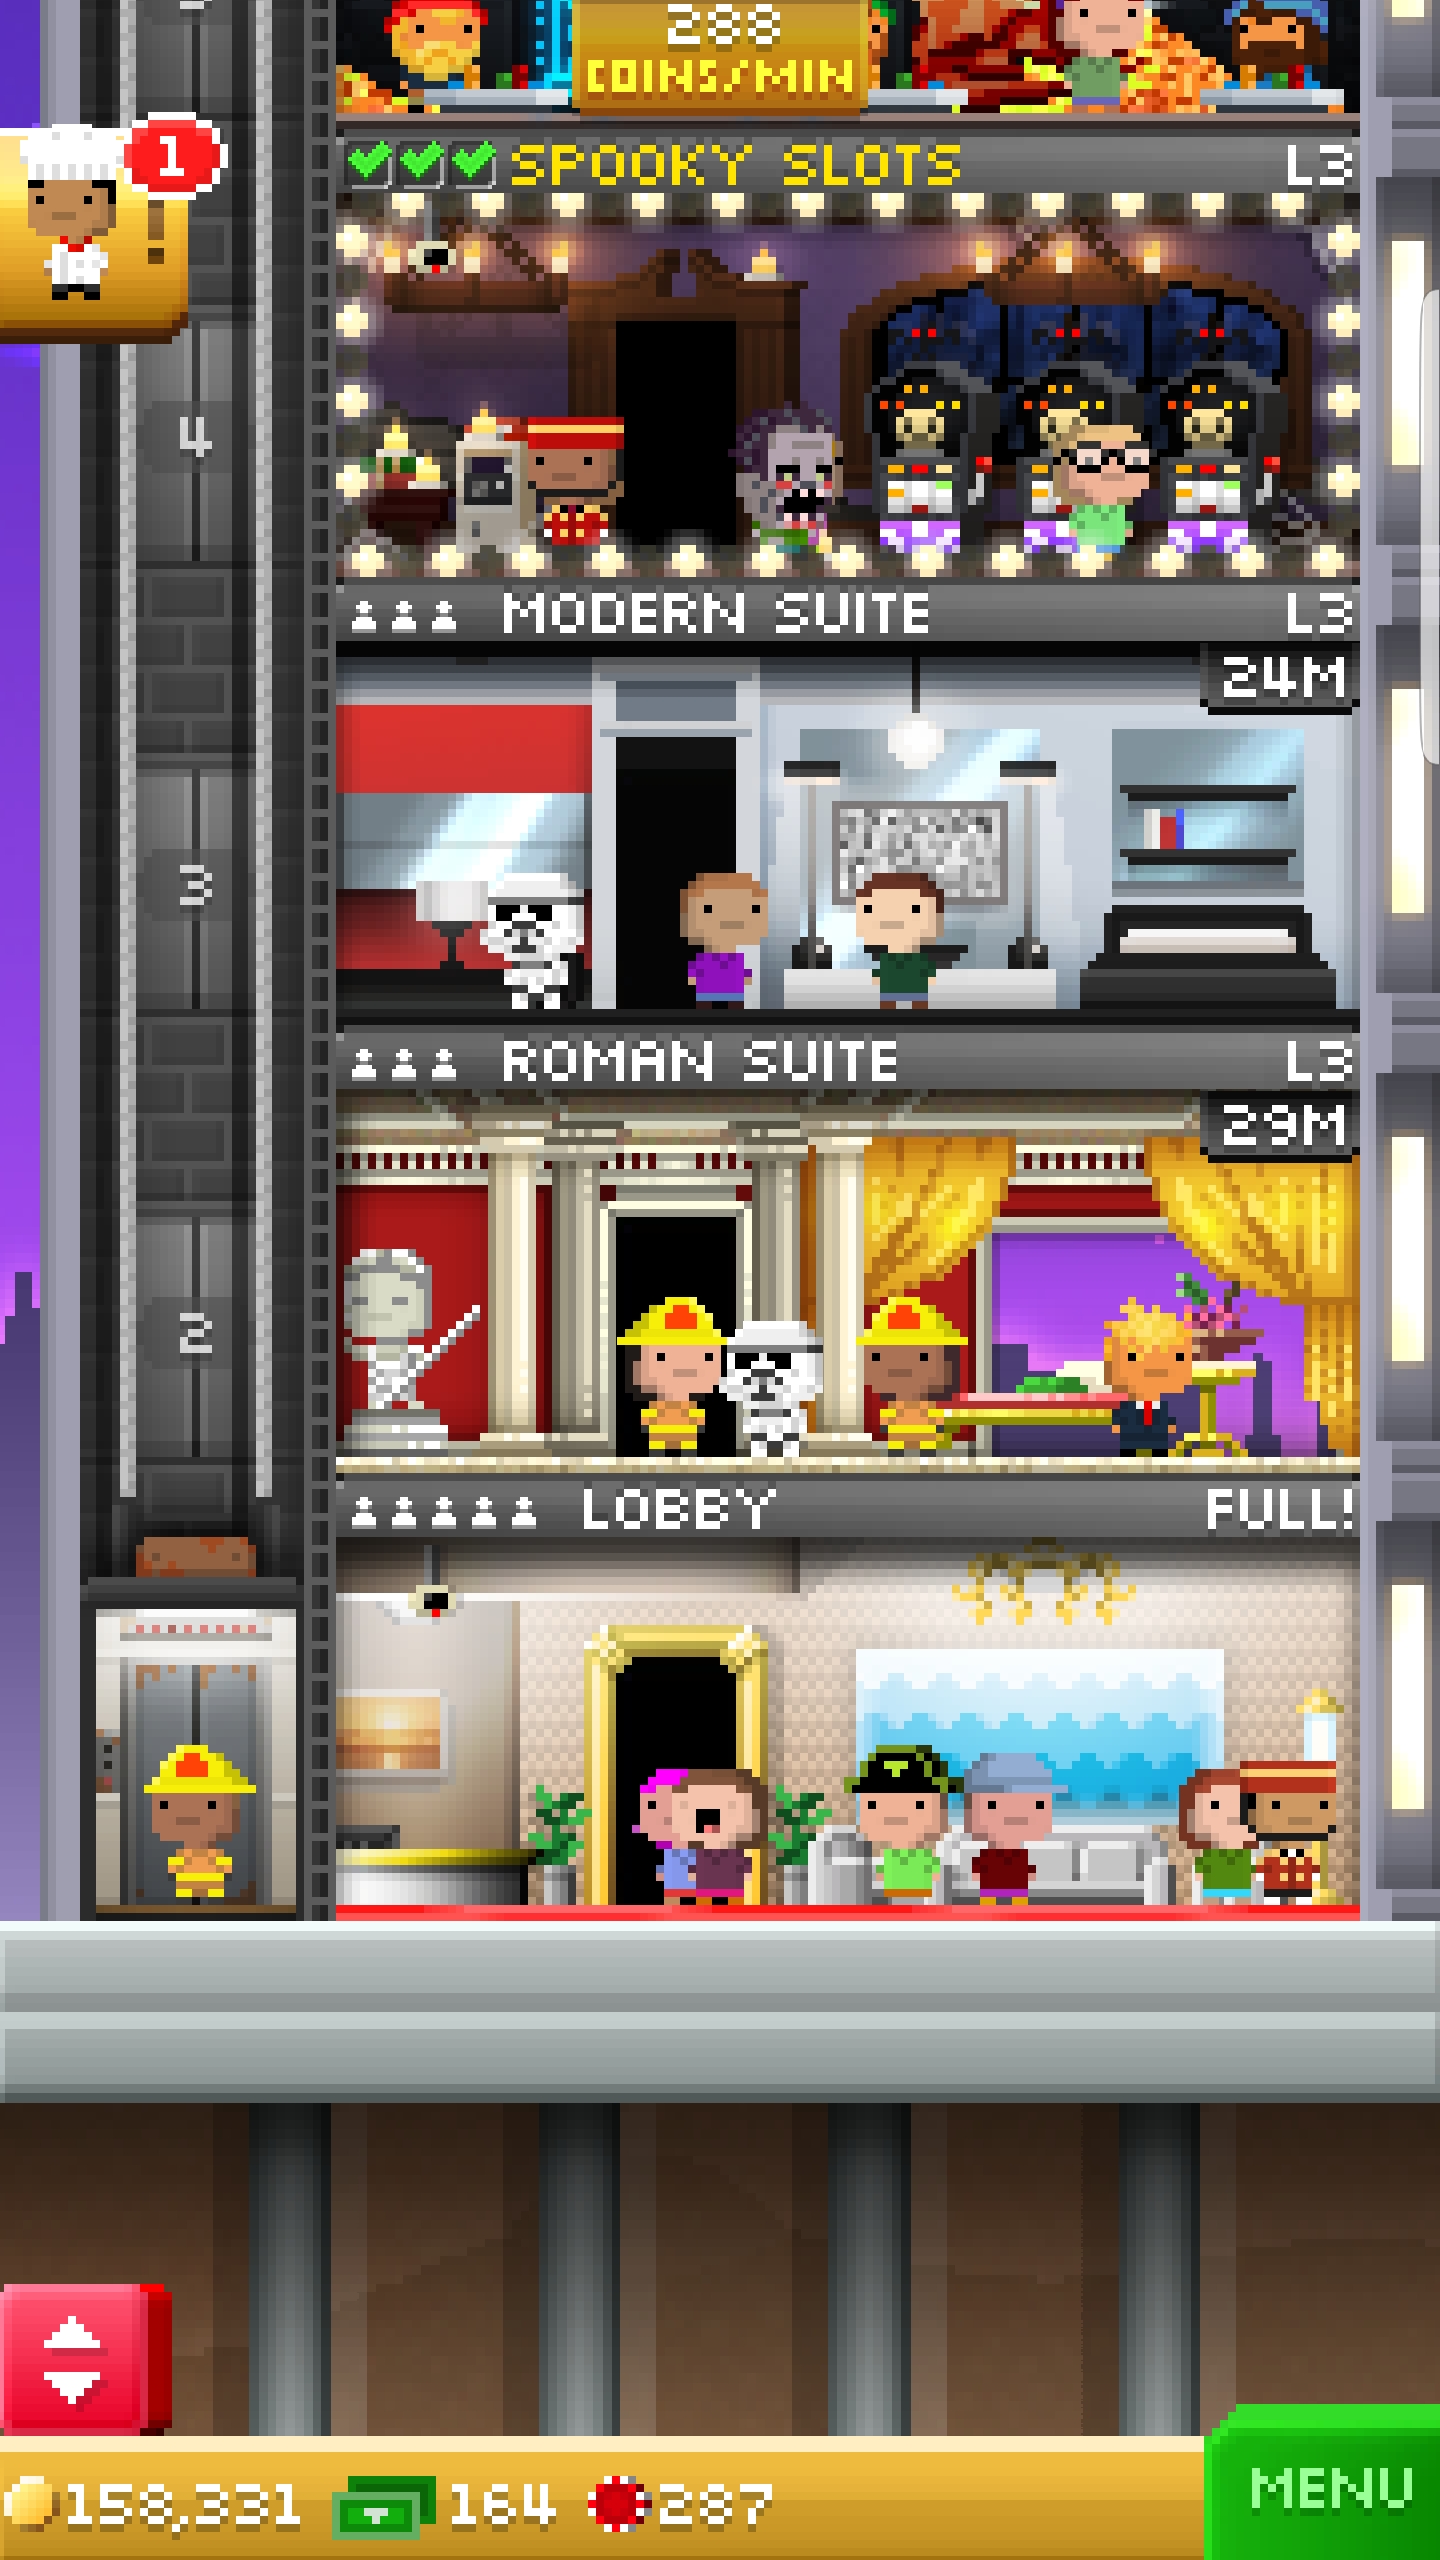 288
COINS/MIN
1
SPOOKY SLOTS L3
4
MODERN SUITE L3
24M
3
ROMAN SUITE L3
29M
2
LOBBY FULL!
158,331 164 287
MENU